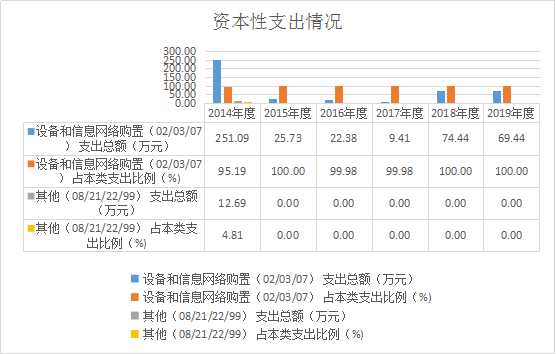 资本性支出情况
300.00
250.00
200.00
150.00
100.00
50.00
0.00
2014年度 2015年度 2016年度 2017年度 2018年度 2019年度
设备和信息网络购置（02/03/07
）支出总额（万元） 251.09 25.73 22.38 9.41 74.44 69.44
设备和信息网络购置（02/03/07
）占本类支出比例（%） 95.19 100.00 99.98 99.98 100.00 100.00
其他（08/21/22/99） 支出总额
（万元） 12.69 0.00 0.00 0.00 0.00 0.00
其他（08/21/22/99）占本类支
出比例（%） 4.81 0.00 0.00 0.00 0.00 0.00
设备和信息网络购置（02/03/07） 支出总额（万元）
设备和信息网络购置（02/03/07） 占本类支出比例（%）
其他（08/21/22/99） 支出总额（万元）
其他（08/21/22/99） 占本类支出比例（%）